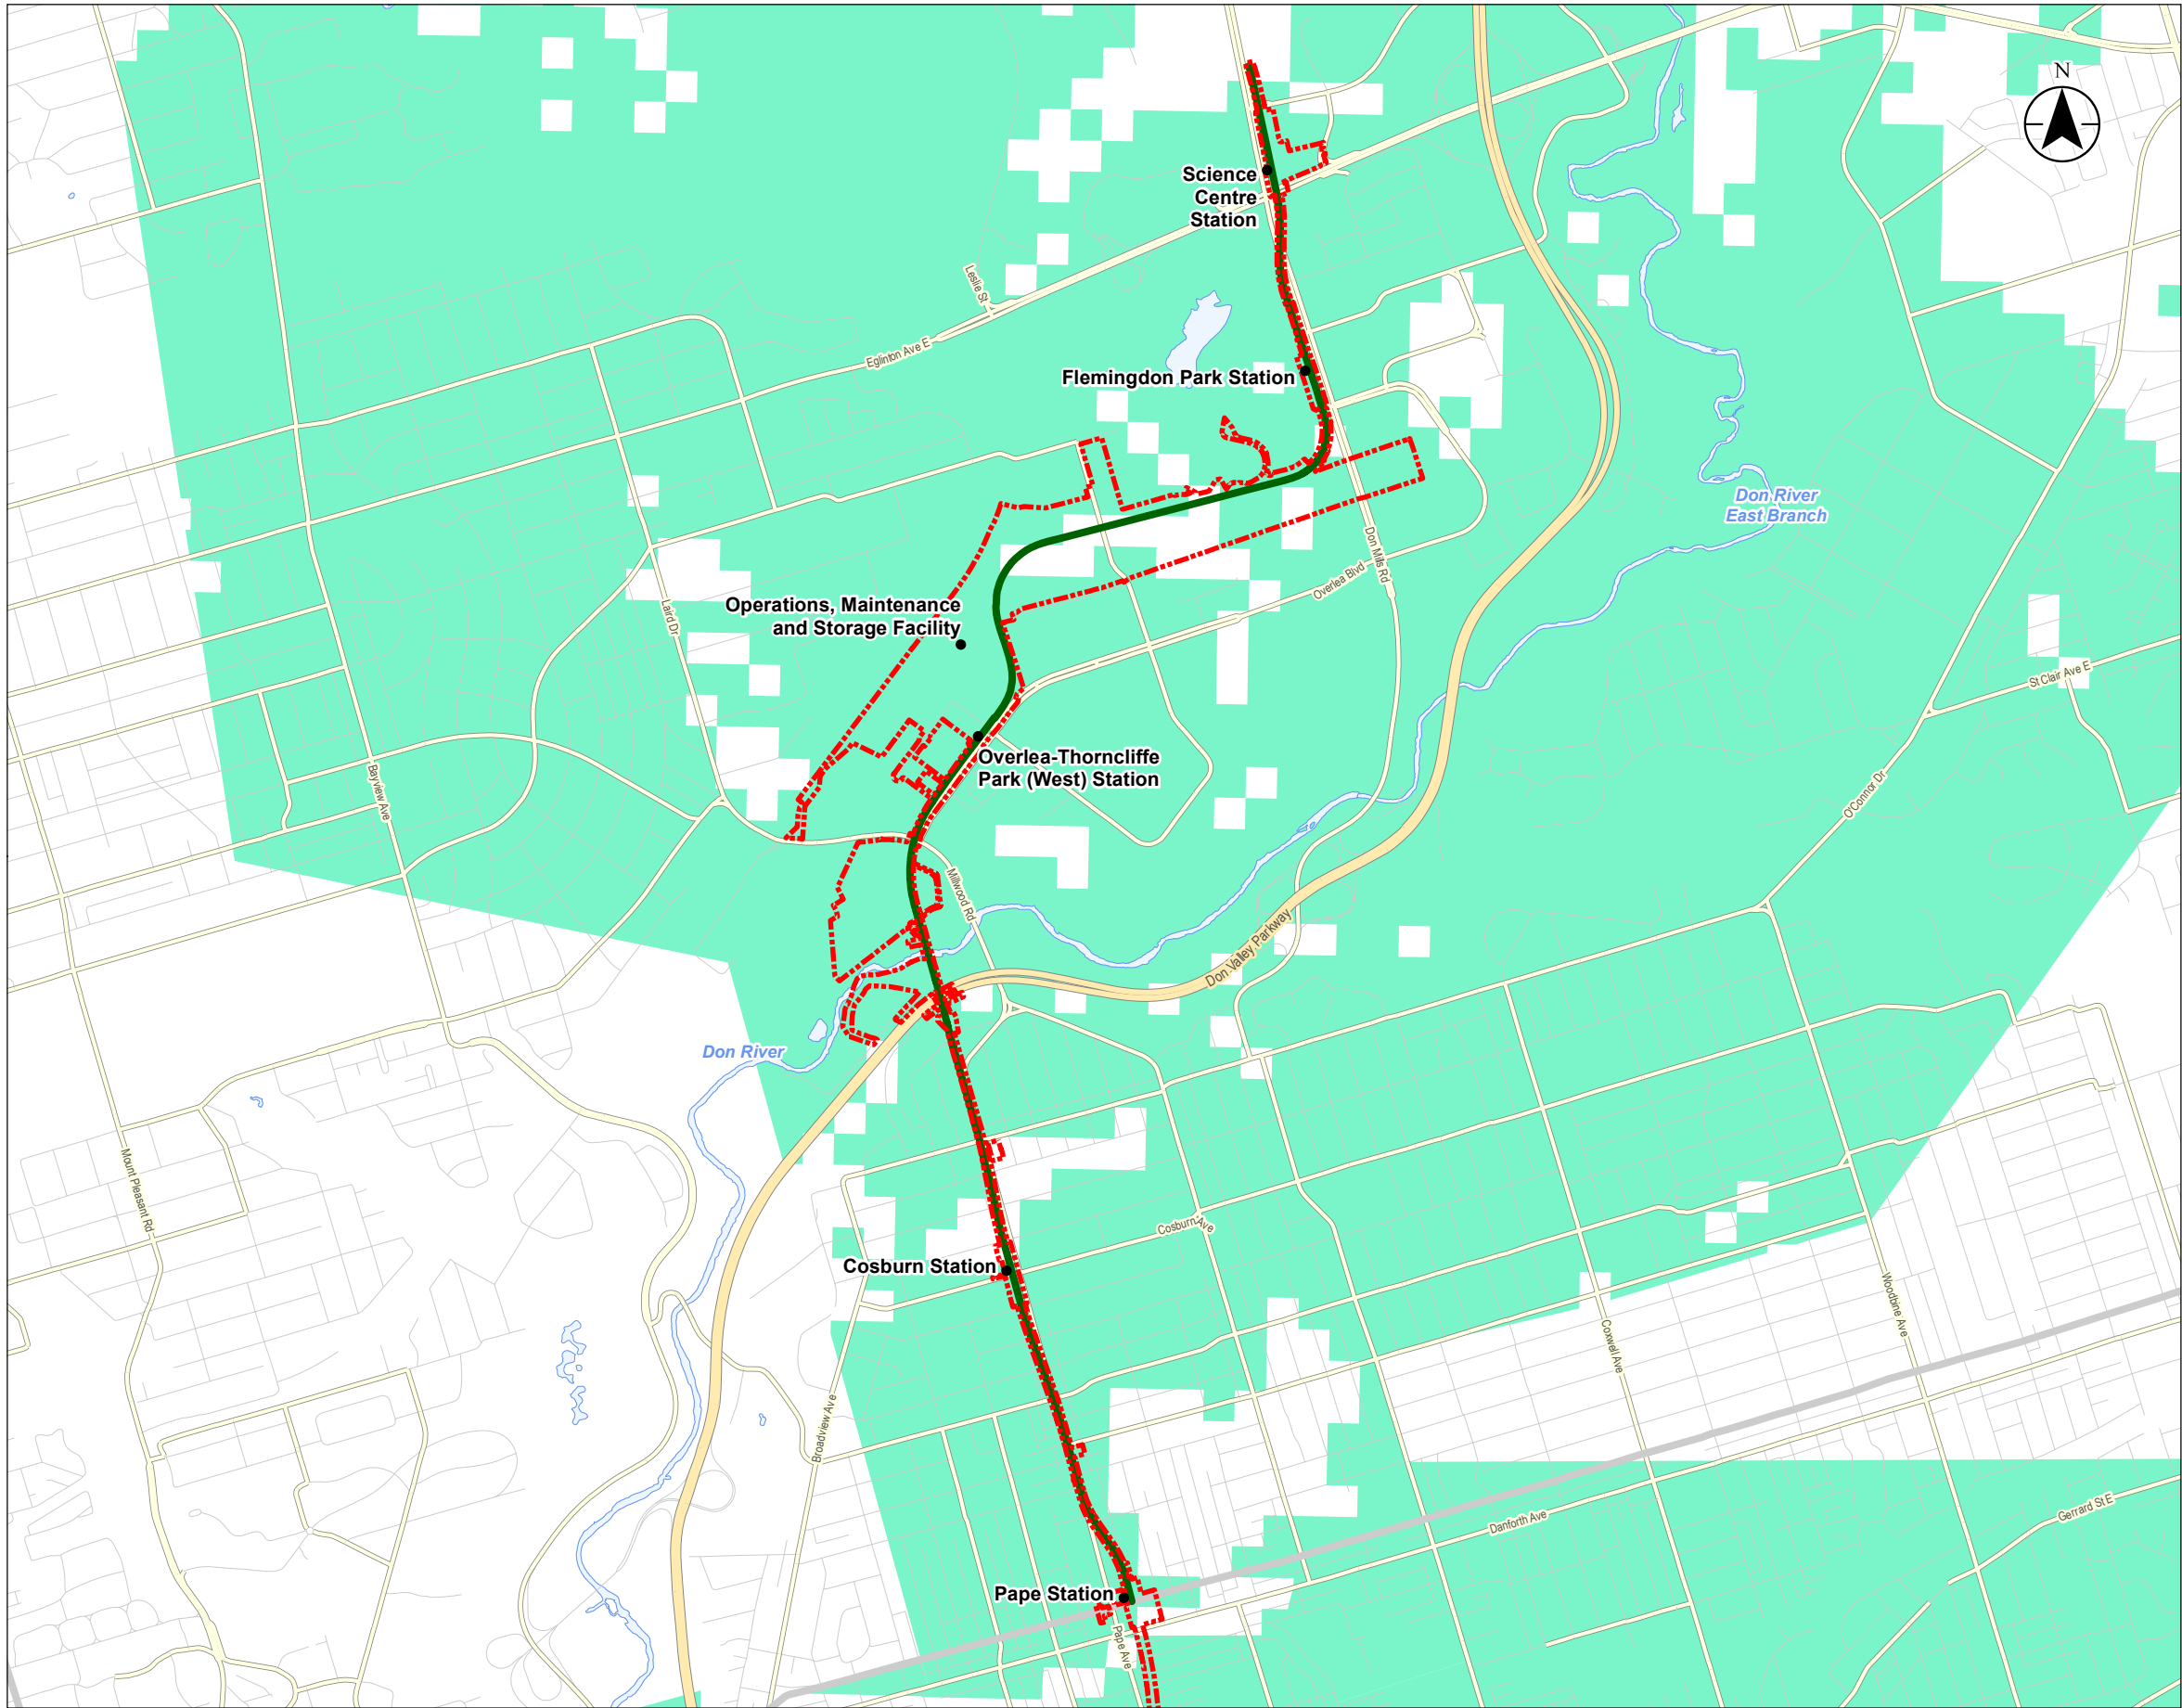 N
Science
Centre
Station
Leslie St
Eglinton Ave E
Flemingdon Park Station
Don River
East Branch
Don Mills Rd
Overlea Blvd
Operations, Maintenance
and Storage Facility
Laird Dr
St Clair Ave E
Overlea-Thorncliffe
Park (West) Station
Bayview Ave
O'Connor Dr
Millwood Rd
Don Valley Parkway
Don River
Mount Pleasant Rd
Cosburn Ave
Cosburn Station
Woodbine Ave
Coxwell Ave
Broadview Ave
Danforth Ave
Gerrard St E
Pape Station
Pape Ave